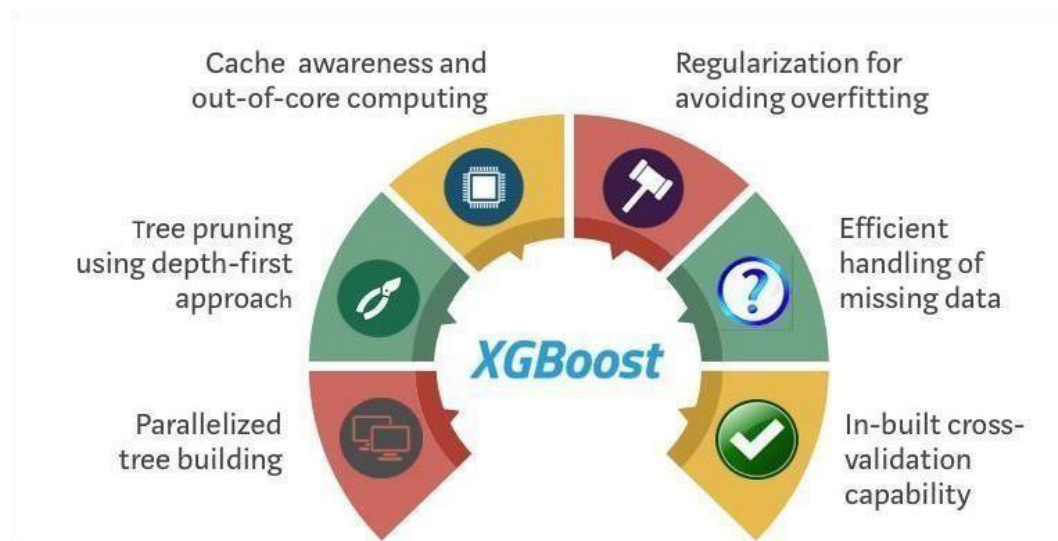 Cache awareness and
out-of-core computing
Regularization for
avoiding overfitting
Tree pruning
using depth-first
approach
Efficient
handling of
missing data
XGBoost
Parallelized
tree building
In-built cross-
validation
capability